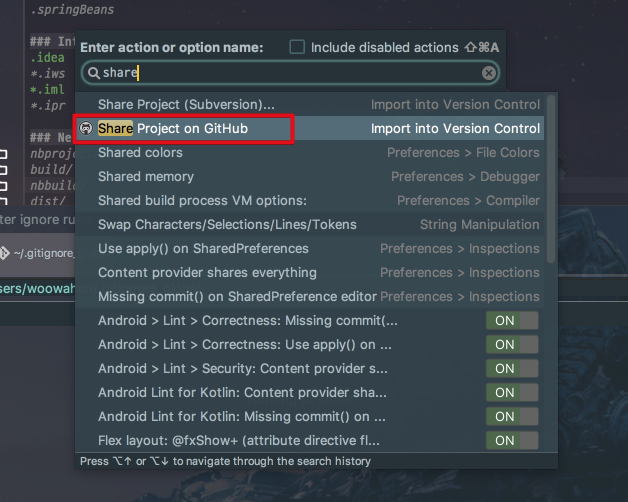 .springBeans
### Int
.idea
*.iws
*.iml
*.ipr
### Ne
nbproje
build/
nbbuild
dist/
ter ignore ru
~/.gitignore_
sers/woowah
Enter action or option name:
Include disabled actions ⇧⌘A
share
Share Project (Subversion)... Import into Version Control
Share Project on GitHub Import into Version Control
Shared colors Preferences > File Colors
Shared memory Preferences > Debugger
Shared build process VM options: Preferences > Compiler
Swap Characters/Selections/Lines/Tokens String Manipulation
Use apply() on SharedPreferences Preferences > Inspections
Content provider shares everything Preferences > Inspections
Missing commit() on SharedPreference editor Preferences > Inspections
Android > Lint > Correctness: Missing commit(... ON
Android > Lint > Correctness: Use apply() on ... ON
Android > Lint > Security: Content provider s... ON
Android Lint for Kotlin: Content provider sha... ON
Android Lint for Kotlin: Missing commit() on ... ON
Flex layout: @fxShow+ (attribute directive fl... ON
Press ⌥↑ or ⌥↓ to navigate through the search history